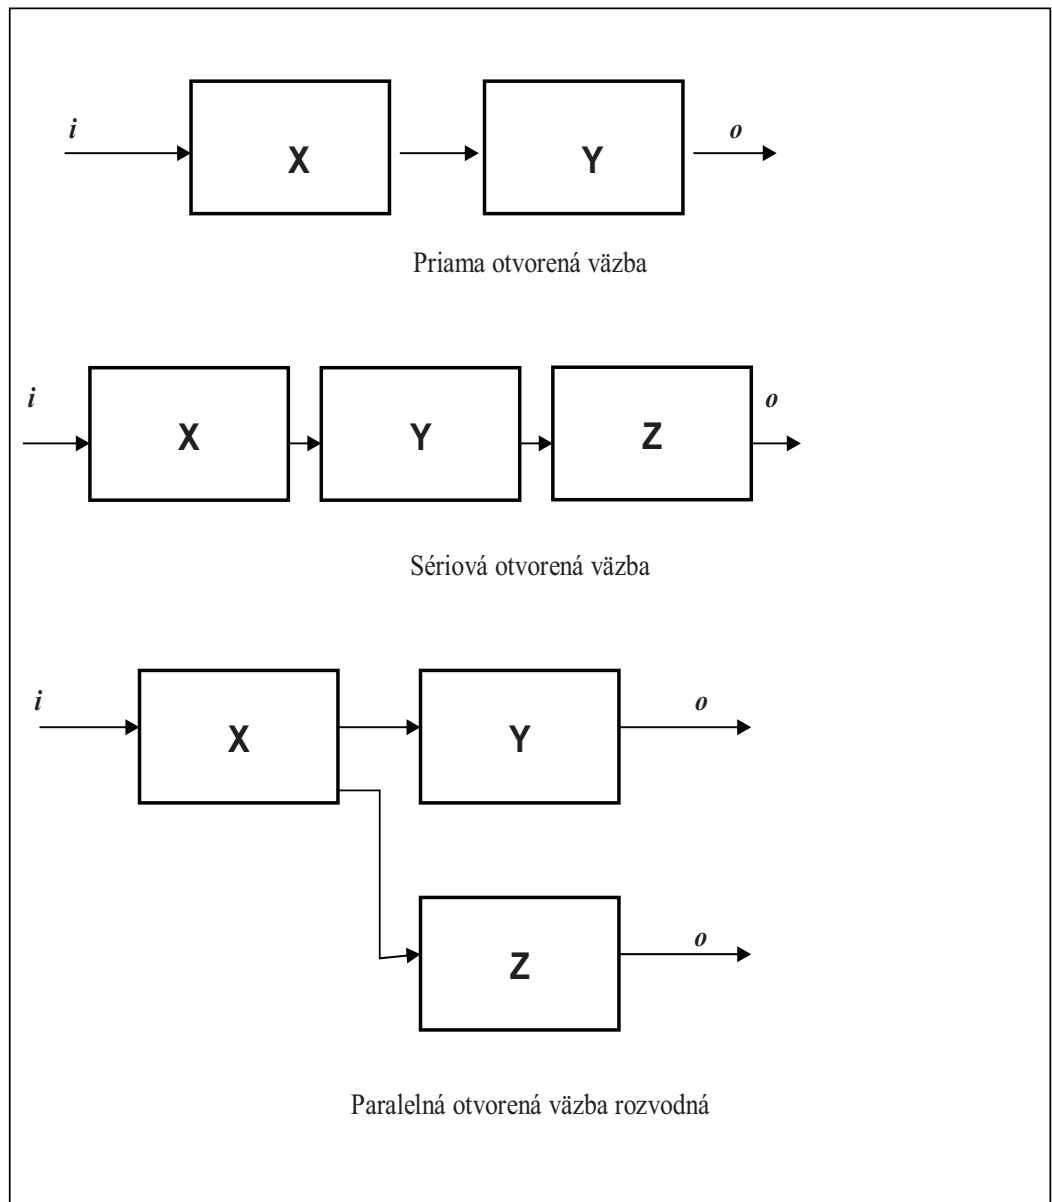 i X Y o
Priama otvorená väzba
i X Y Z o
Sériová otvorená väzba
i X Y o
Z o
Paralelná otvorená väzba rozvodná